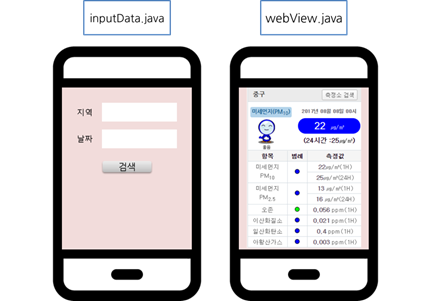 inputData.java
webView.java
지역
날짜
검색
중구
측정소 검색
미세먼지(PM10)
2017년 08월 08일 08시
22 ㎍/㎥
좋음
(24시간 :25㎍/㎥)
항목 범례 측정값
미세먼지 PM10
22㎍/㎥(1H)
25㎍/㎥(24H)
미세먼지 PM2.5
13 ㎍/㎥(1H)
16 ㎍/㎥(24H)
오존 0.056 ppm(1H)
이산화질소 0.021 ppm(1H)
일산화탄소 0.4 ppm(1H)
아황산가스 0.003 ppm(1H)